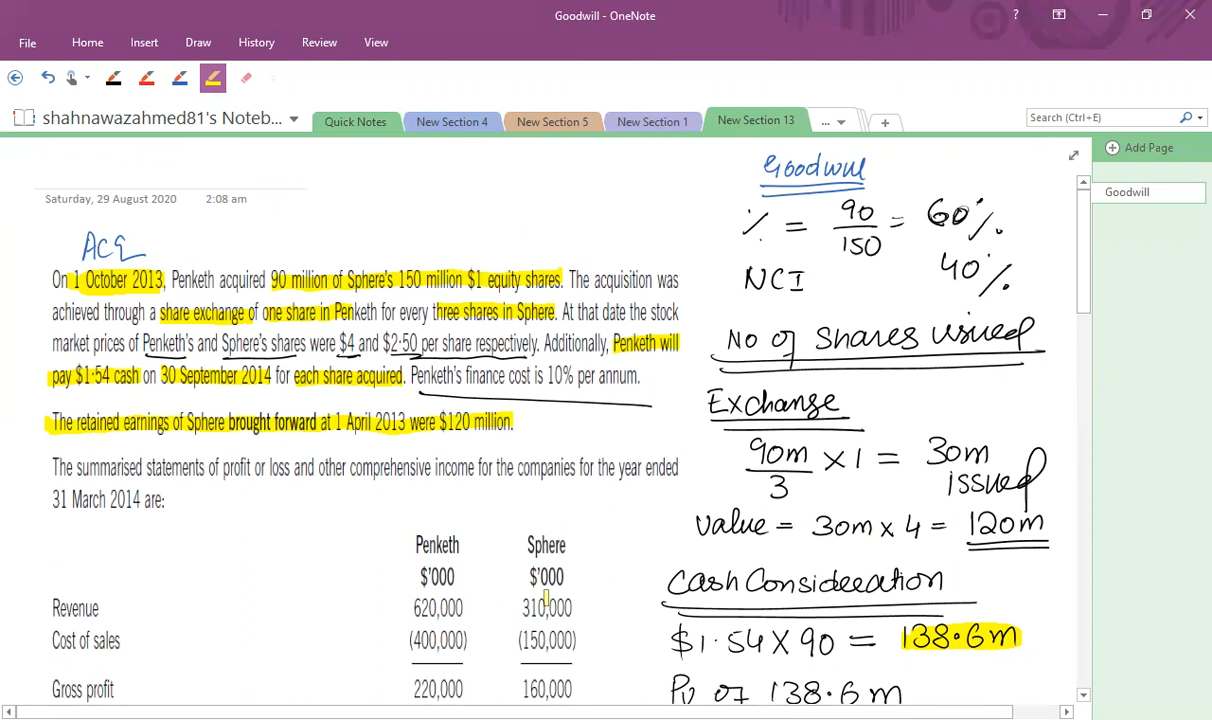 Goodwill - OneNote
?
File
Home
Insert
Draw
History
Review
View
shahnawazahmed81's Noteb...
Quick Notes
New Section 4
New Section 5
New Section 1
New Section 13
...
Search (Ctrl+E)
Add Page
Goodwill
Saturday, 29 August 2020 2:08 am
ACQ
On 1 October 2013, Penketh acquired 90 million of Sphere's 150 million $1 equity shares. The acquisition was
achieved through a share exchange of one share in Penketh for every three shares in Sphere. At that date the stock
market prices of Penketh's and Sphere's shares were $4 and $2·50 per share respectively. Additionally, Penketh will
pay $1·54 cash on 30 September 2014 for each share acquired. Penketh's finance cost is 10% per annum.
The retained earnings of Sphere brought forward at 1 April 2013 were $120 million.
The summarised statements of profit or loss and other comprehensive income for the companies for the year ended
31 March 2014 are:
Penketh Sphere
$'000 $'000
Revenue 620,000 310,000
Cost of sales (400,000) (150,000)
Gross profit 220,000 160,000
Goodwill
% = 90/150 = 60%
NCI 40%
No of shares issued
Exchange
90m/3 × 1 = 30m issued
value = 30m × 4 = 120m
Cash Consideration
$1.54 × 90 = 138.6m
PV of 138.6m